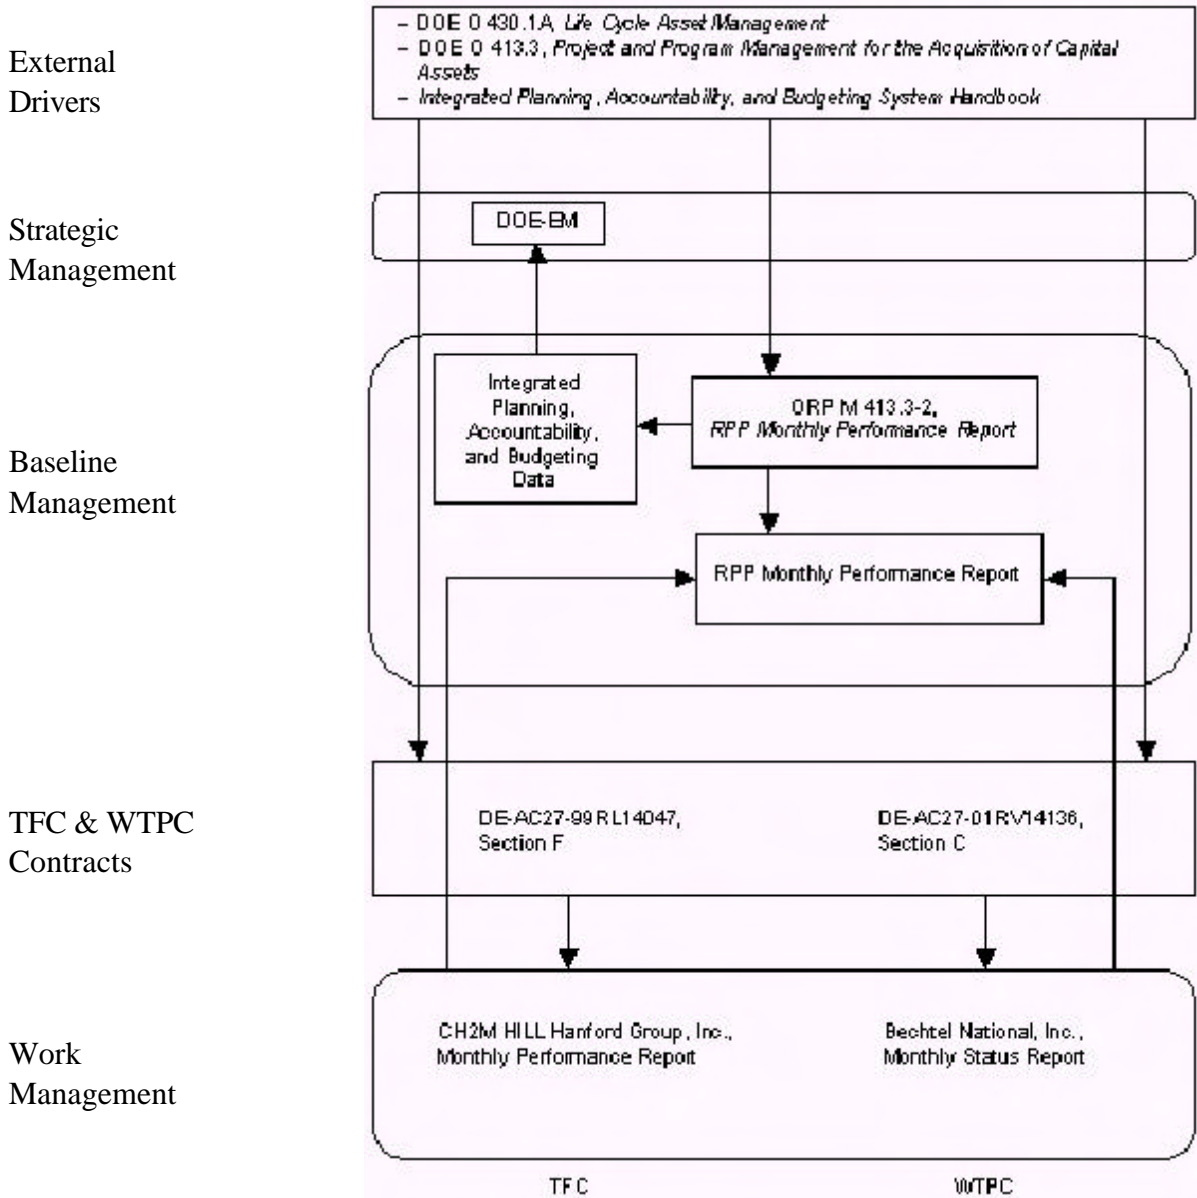 External
Drivers
– DOE O 430.1A, Life Cycle Asset Management
– DOE O 413.3, Project and Program Management for the Acquisition of Capital
Assets
– Integrated Planning, Accountability, and Budgeting System Handbook
Strategic
Management
DOE-EM
Baseline
Management
Integrated
Planning,
Accountability,
and Budgeting
Data
ORP M 413.3-2,
RPP Monthly Performance Report
RPP Monthly Performance Report
TFC & WTPC
Contracts
DE-AC27-99RL14047,
Section F
DE-AC27-01RV14136,
Section C
Work
Management
CH2M HILL Hanford Group, Inc.,
Monthly Performance Report
Bechtel National, Inc.,
Monthly Status Report
TFC
WTPC